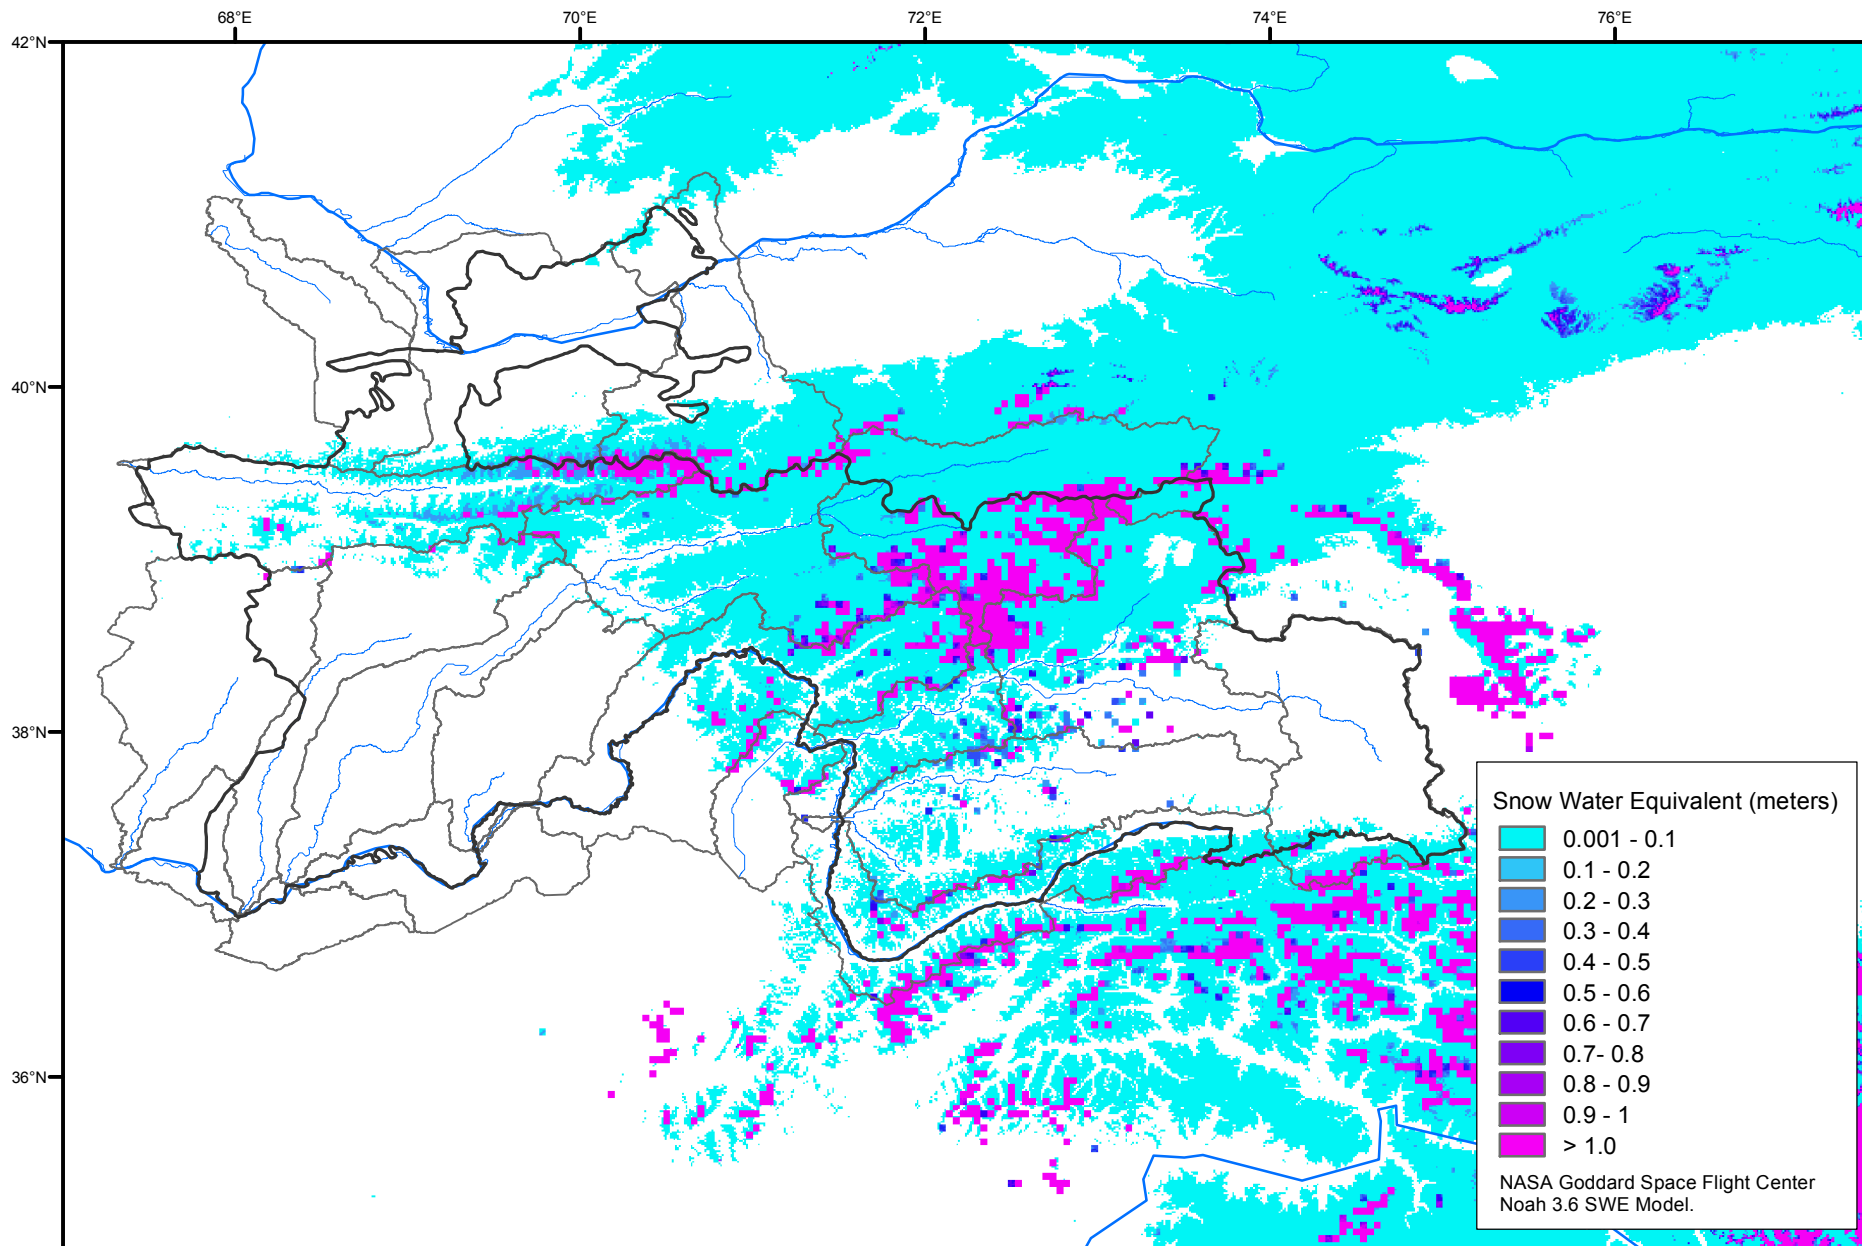 68°E 70°E 72°E 74°E 76°E
42°N
40°N
38°N
36°N
Snow Water Equivalent (meters)
0.001 - 0.1
0.1 - 0.2
0.2 - 0.3
0.3 - 0.4
0.4 - 0.5
0.5 - 0.6
0.6 - 0.7
0.7- 0.8
0.8 - 0.9
0.9 - 1
> 1.0
NASA Goddard Space Flight Center
Noah 3.6 SWE Model.